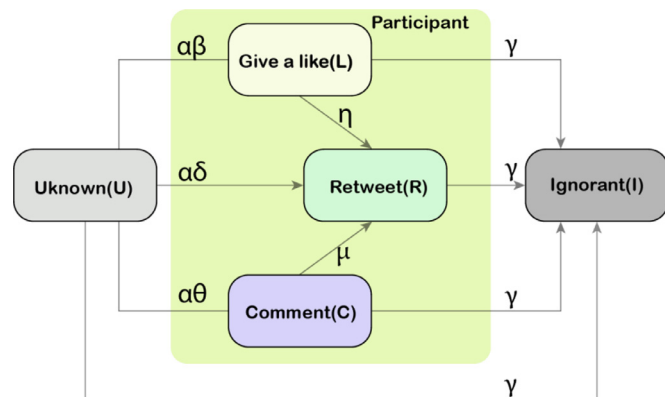 Participant
αβ
Give a like(L)
γ
η
Uknown(U)
αδ
Retweet(R)
γ
Ignorant(I)
μ
αθ
Comment(C)
γ
γ